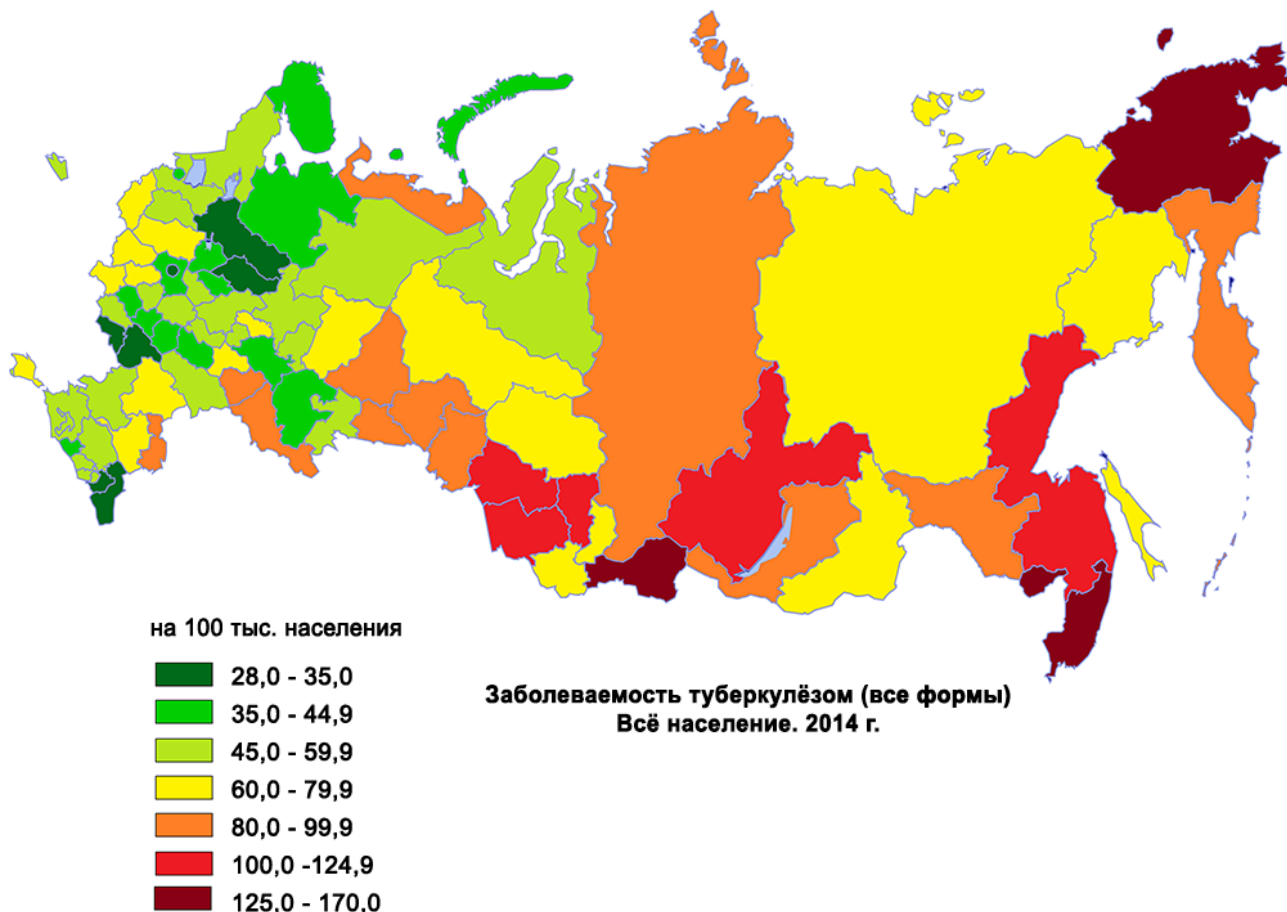 на 100 тыс. населения
28,0 - 35,0
35,0 - 44,9
45,0 - 59,9
60,0 - 79,9
80,0 - 99,9
100,0 -124,9
125,0 - 170,0
Заболеваемость туберкулёзом (все формы)
Всё население. 2014 г.